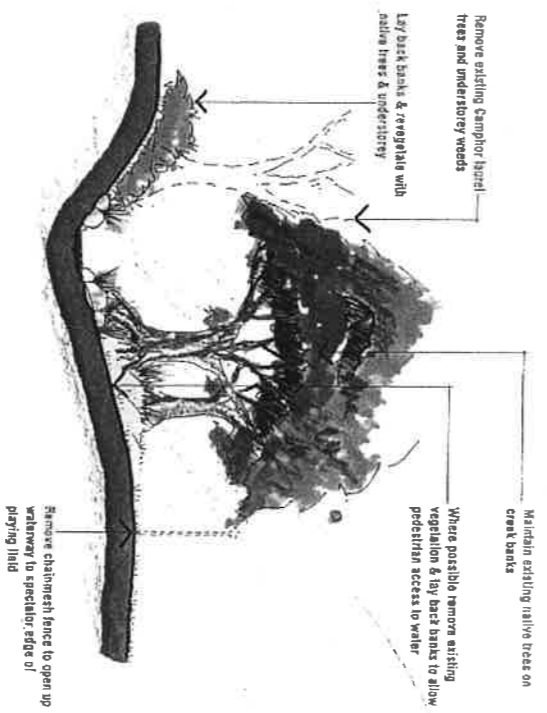 Remove existing Camphor laurel
trees and understorey weeds
Lay back banks & revegetate with
native trees & understorey
Maintain existing native trees on
creek banks
Where possible remove existing
vegetation & lay back banks to allow
pedestrian access to water
Remove chainmesh fence to open up
waterway to spectator edge of
playing field